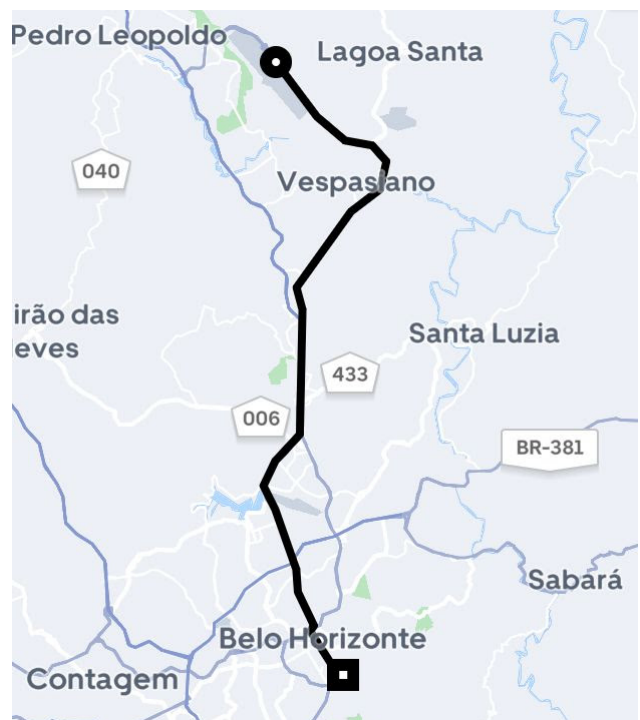 Pedro Leopoldo
Lagoa Santa
040
Vespasiano
irão das
eves
Santa Luzia
433
006
BR-381
Sabará
Belo Horizonte
Contagem